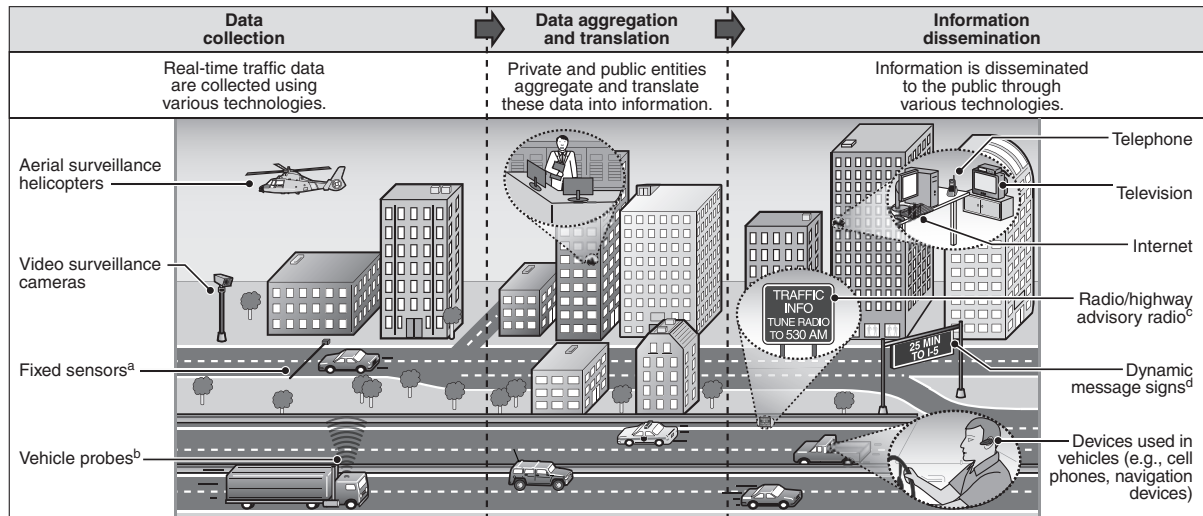 Data
collection
Data aggregation
and translation
Information
dissemination
Real-time traffic data
are collected using
various technologies.
Private and public entities
aggregate and translate
these data into information.
Information is disseminated
to the public through
various technologies.
Aerial surveillance
helicopters
Video surveillance
cameras
Fixed sensorsa
Vehicle probesb
TRAFFIC
INFO
TUNE RADIO
TO 530 AM
25 MIN
TO I-5
Telephone
Television
Internet
Radio/highway
advisory radioc
Dynamic
message signsd
Devices used in
vehicles (e.g., cell
phones, navigation
devices)